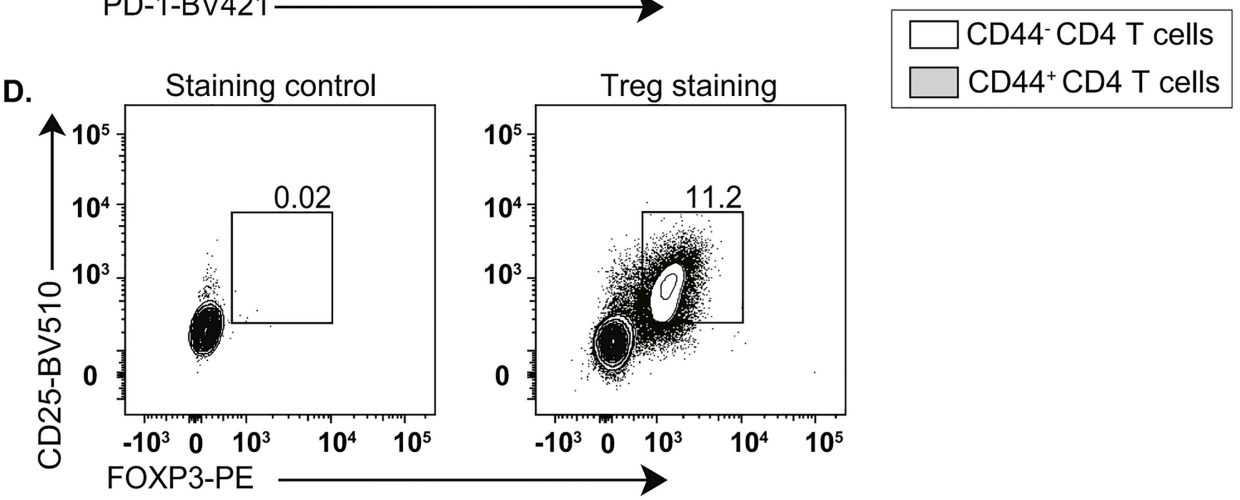 PD-1-BV421
CD44⁻ CD4 T cells
CD44⁺ CD4 T cells
D.
Staining control
Treg staining
CD25-BV510
10⁵
10⁴
10³
0
0.02
-10³ 0 10³ 10⁴ 10⁵
10⁵
10⁴
10³
0
11.2
-10³ 0 10³ 10⁴ 10⁵
FOXP3-PE